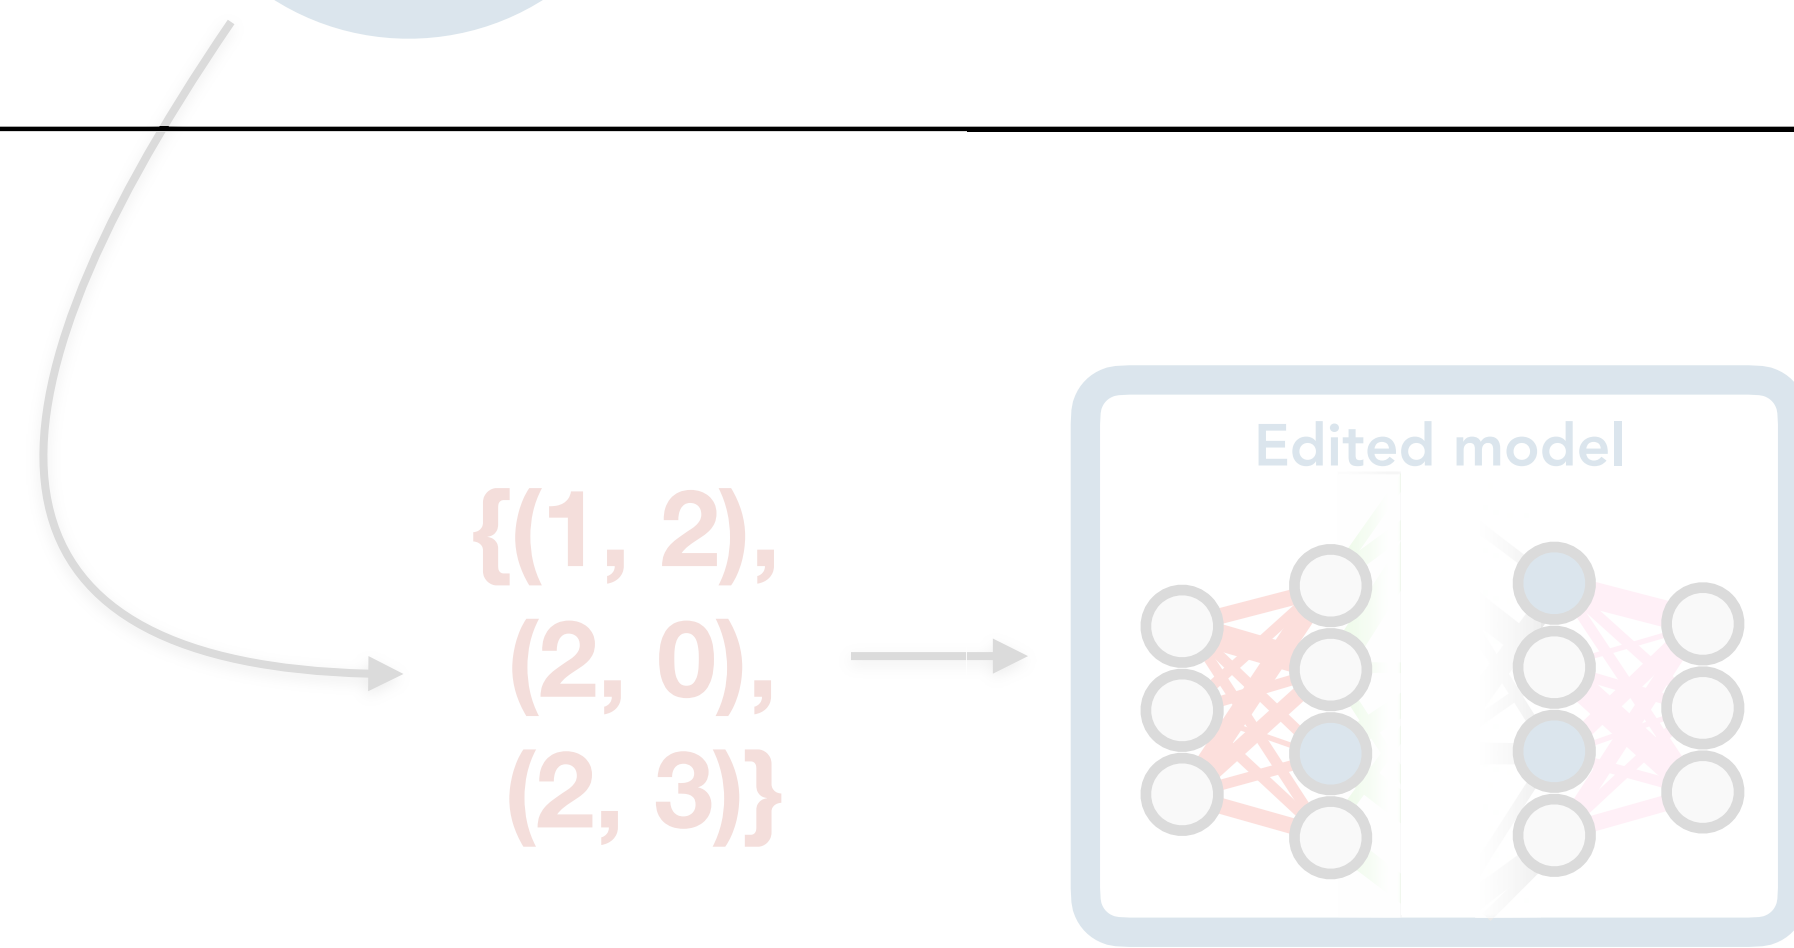 Edited model
{(1, 2),
(2, 0),
(2, 3)}